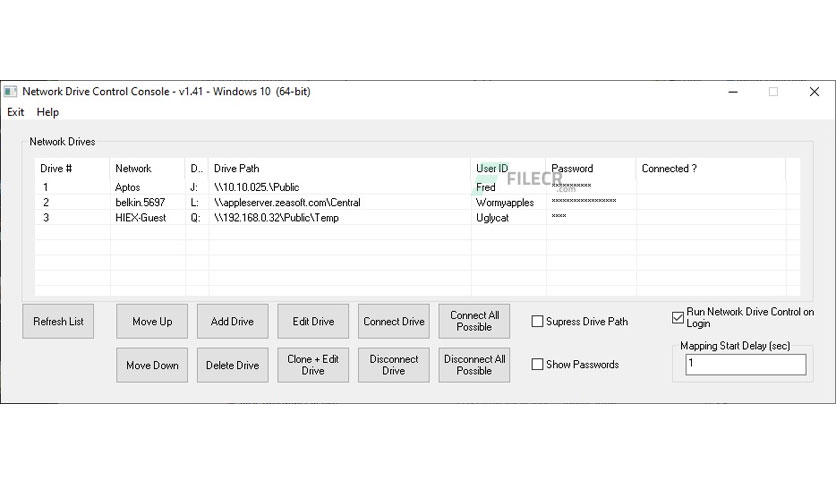 Network Drive Control Console - v1.41 - Windows 10 (64-bit)
Exit Help
Network Drives
Drive # Network D.. Drive Path User ID Password Connected ?
1 Aptos J: \\10.10.025.\Public Fred ***********
2 belkin.5697 L: \\appleserver.zeasoft.com\Central Wormyapples ******************
3 HIEX-Guest Q: \\192.168.0.32\Public\Temp Uglycat ****
FILECR
.com
Refresh List Move Up Add Drive Edit Drive Connect Drive Connect All
Possible
Supress Drive Path
Run Network Drive Control on
Login
Move Down Delete Drive Clone + Edit
Drive
Disconnect
Drive
Disconnect All
Possible
Show Passwords
Mapping Start Delay (sec)
1